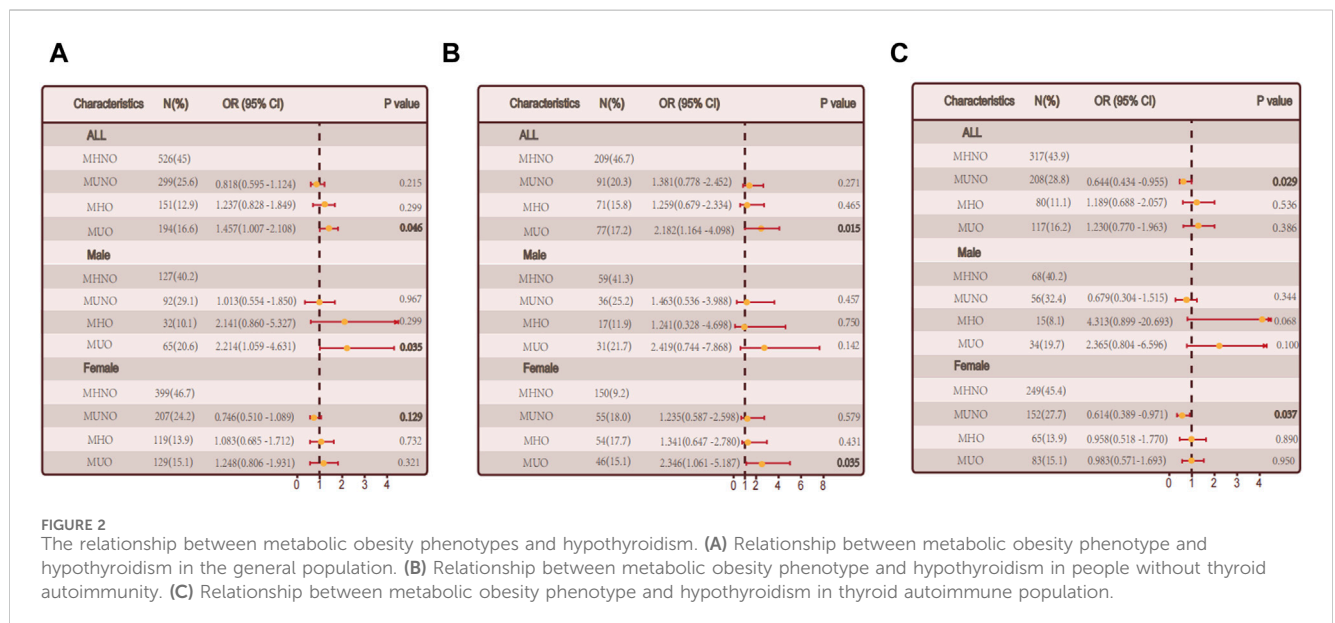 A
Characteristics N(%) OR (95% CI) P value
ALL
MHNO 526(45)
MUNO 299(25.6) 0.818(0.595 -1.124) 0.215
MHO 151(12.9) 1.237(0.828 -1.849) 0.299
MUO 194(16.6) 1.457(1.007 -2.108) 0.046
Male
MHNO 127(40.2)
MUNO 92(29.1) 1.013(0.554 -1.850) 0.967
MHO 32(10.1) 2.141(0.860 -5.327) 0.299
MUO 65(20.6) 2.214(1.059 -4.631) 0.035
Female
MHNO 399(46.7)
MUNO 207(24.2) 0.746(0.510 -1.089) 0.129
MHO 119(13.9) 1.083(0.685 -1.712) 0.732
MUO 129(15.1) 1.248(0.806 -1.931) 0.321
0 1 2 3 4
B
Characteristics N(%) OR (95% CI) P value
ALL
MHNO 209(46.7)
MUNO 91(20.3) 1.381(0.778 -2.452) 0.271
MHO 71(15.8) 1.259(0.679 -2.334) 0.465
MUO 77(17.2) 2.182(1.164 -4.098) 0.015
Male
MHNO 59(41.3)
MUNO 36(25.2) 1.463(0.536 -3.988) 0.457
MHO 17(11.9) 1.241(0.328 -4.698) 0.750
MUO 31(21.7) 2.419(0.744 -7.868) 0.142
Female
MHNO 150(9.2)
MUNO 55(18.0) 1.235(0.587 -2.598) 0.579
MHO 54(17.7) 1.341(0.647 -2.780) 0.431
MUO 46(15.1) 2.346(1.061 -5.187) 0.035
0 1 2 4 6 8
C
Characteristics N(%) OR (95% CI) P value
ALL
MHNO 317(43.9)
MUNO 208(28.8) 0.644(0.434 -0.955) 0.029
MHO 80(11.1) 1.189(0.688 -2.057) 0.536
MUO 117(16.2) 1.230(0.770 -1.963) 0.386
Male
MHNO 68(40.2)
MUNO 56(32.4) 0.679(0.304 -1.515) 0.344
MHO 15(8.1) 4.313(0.899 -20.693) 0.068
MUO 34(19.7) 2.365(0.804 -6.596) 0.100
Female
MHNO 249(45.4)
MUNO 152(27.7) 0.614(0.389 -0.971) 0.037
MHO 65(13.9) 0.958(0.518 -1.770) 0.890
MUO 83(15.1) 0.983(0.571-1.693) 0.950
0 1 2 3 4
FIGURE 2
The relationship between metabolic obesity phenotypes and hypothyroidism. (A) Relationship between metabolic obesity phenotype and
hypothyroidism in the general population. (B) Relationship between metabolic obesity phenotype and hypothyroidism in people without thyroid
autoimmunity. (C) Relationship between metabolic obesity phenotype and hypothyroidism in thyroid autoimmune population.